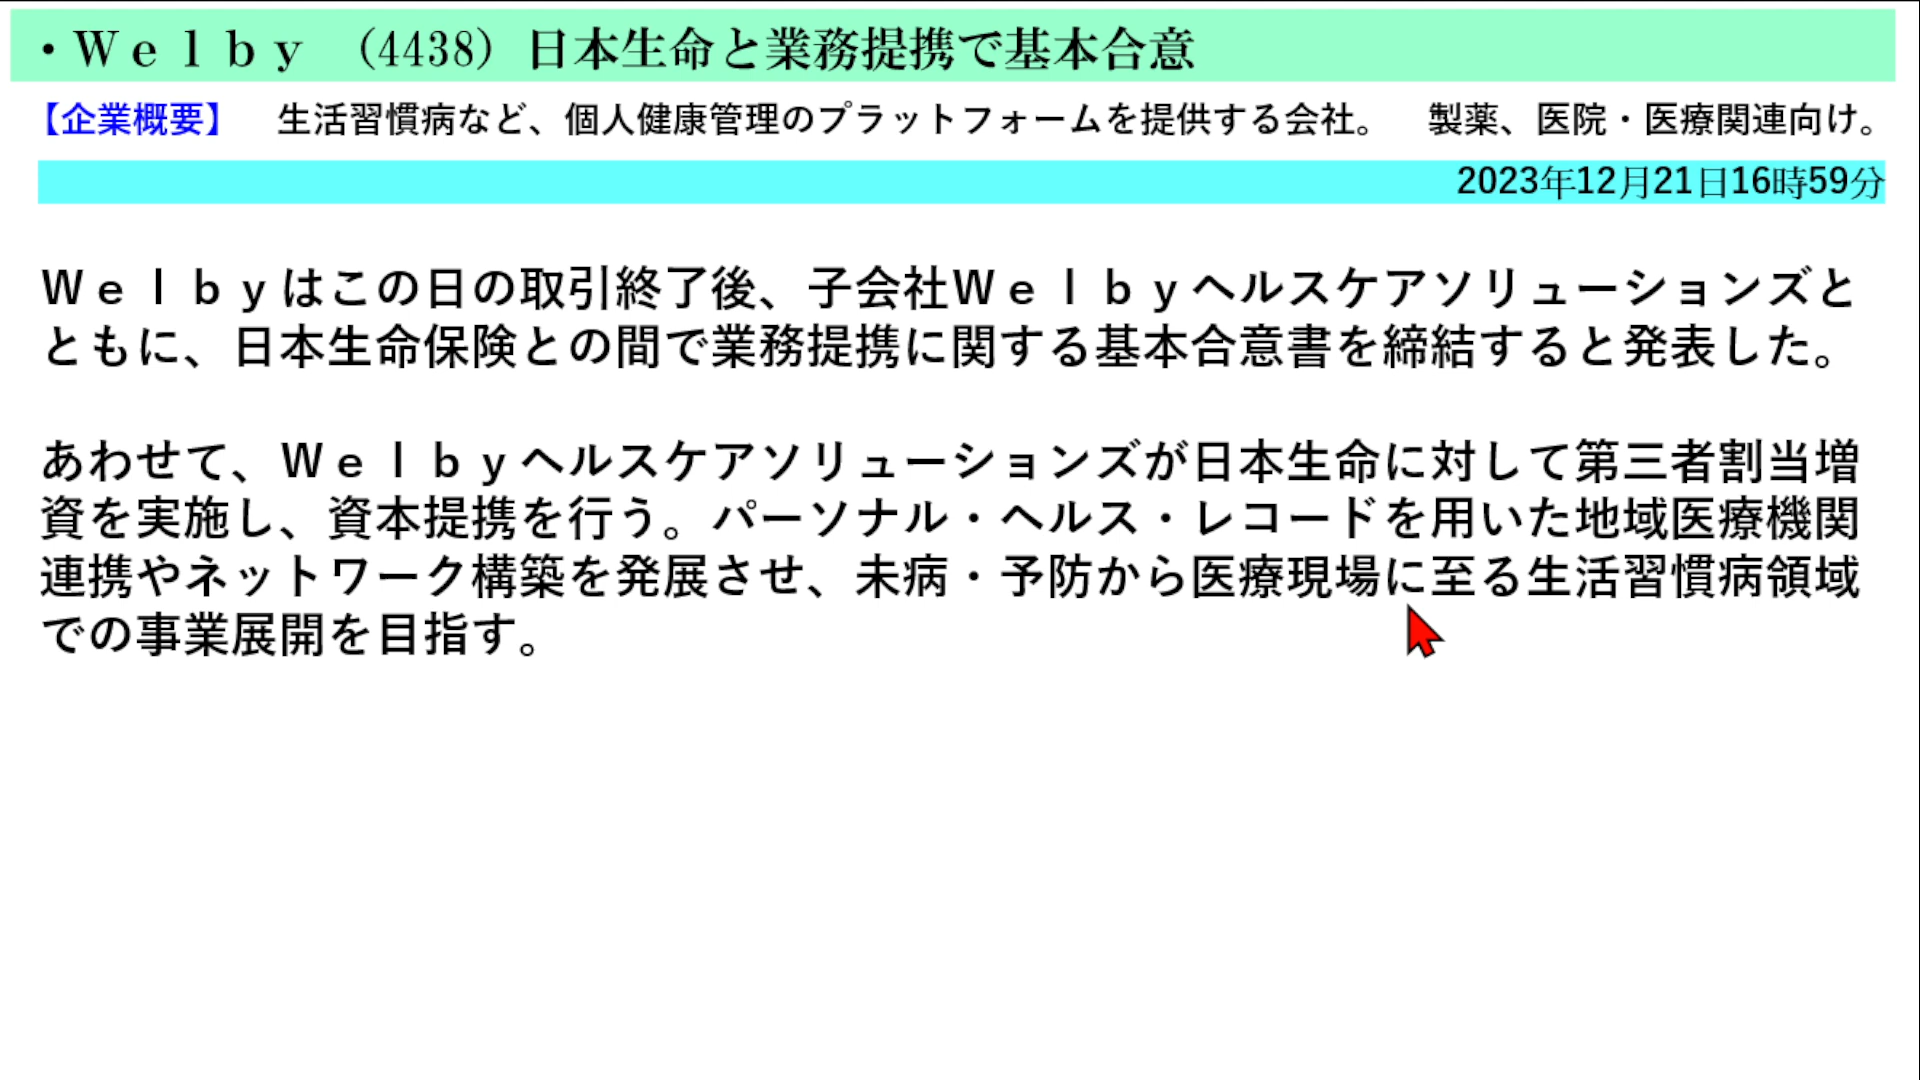 ・Ｗｅｌｂｙ　（4438）日本生命と業務提携で基本合意
【企業概要】　生活習慣病など、個人健康管理のプラットフォームを提供する会社。　製薬、医院・医療関連向け。
2023年12月21日16時59分
Ｗｅｌｂｙはこの日の取引終了後、子会社Ｗｅｌｂｙヘルスケアソリューションズと
ともに、日本生命保険との間で業務提携に関する基本合意書を締結すると発表した。
あわせて、Ｗｅｌｂｙヘルスケアソリューションズが日本生命に対して第三者割当増
資を実施し、資本提携を行う。パーソナル・ヘルス・レコードを用いた地域医療機関
連携やネットワーク構築を発展させ、未病・予防から医療現場に至る生活習慣病領域
での事業展開を目指す。